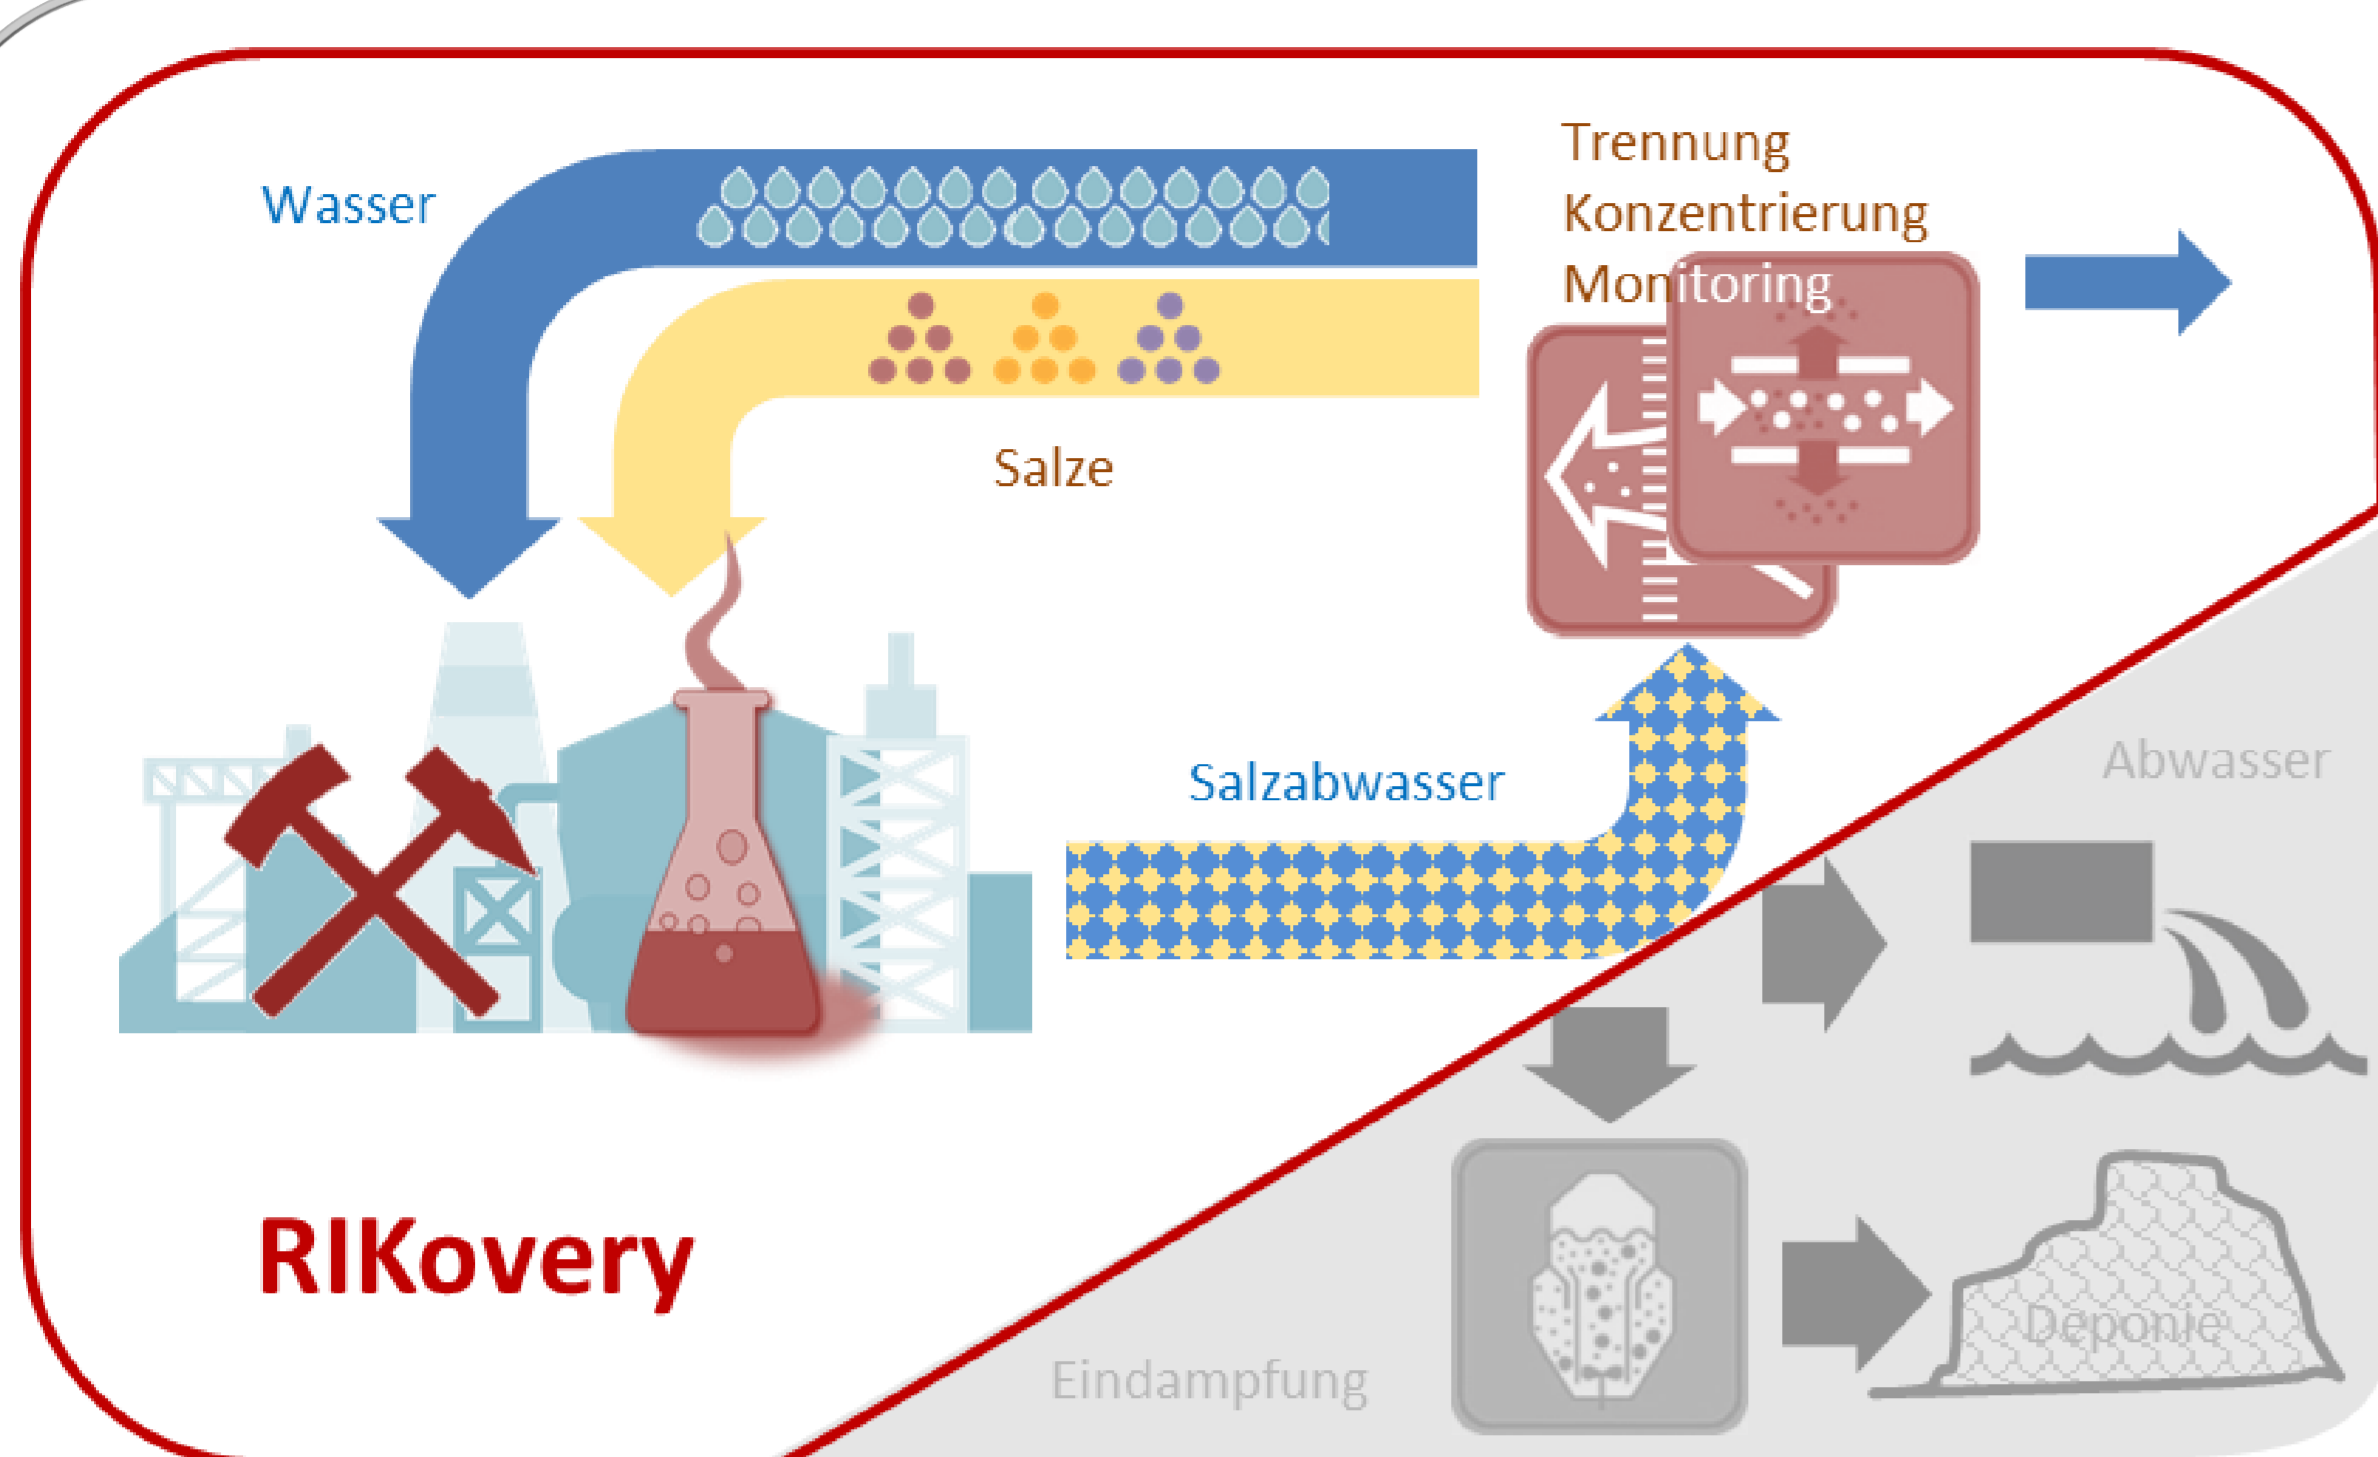 Trennung
Konzentrierung
Monitoring
Wasser
Salze
Salzabwasser
Abwasser
RIKovery
Deponie
Eindampfung